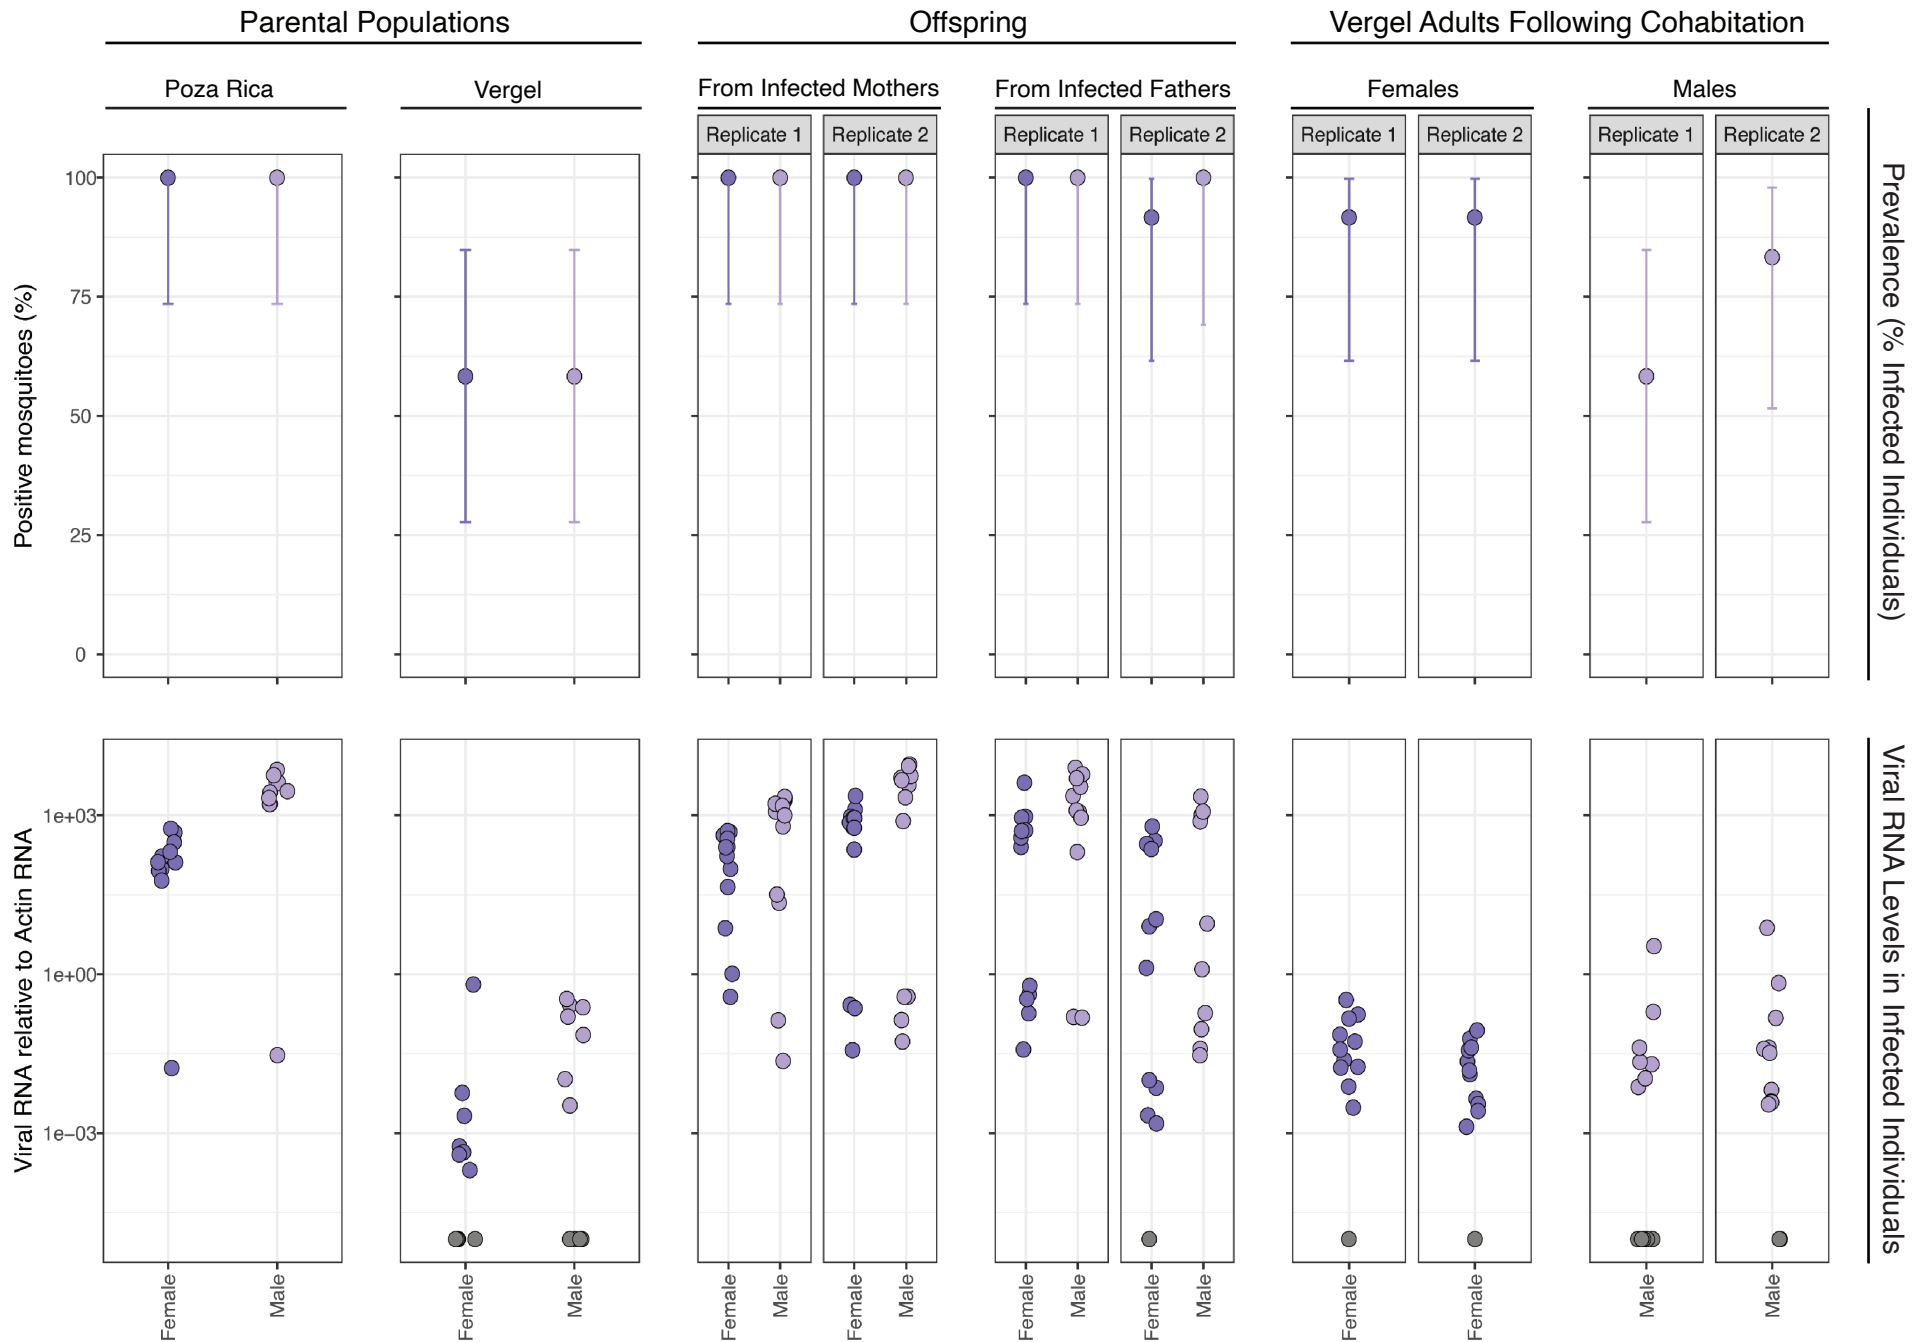 Parental Populations
Offspring
Vergel Adults Following Cohabitation
Poza Rica
Vergel
From Infected Mothers
From Infected Fathers
Females
Males
Replicate 1
Replicate 2
Replicate 1
Replicate 2
Replicate 1
Replicate 2
Replicate 1
Replicate 2
Positive mosquitoes (%)
100
75
50
25
0
Prevalence (% Infected Individuals)
Viral RNA relative to Actin RNA
1e+03
1e+00
1e−03
Viral RNA Levels in Infected Individuals
Female
Male
Female
Male
Female
Male
Female
Male
Female
Male
Female
Male
Female
Female
Male
Male